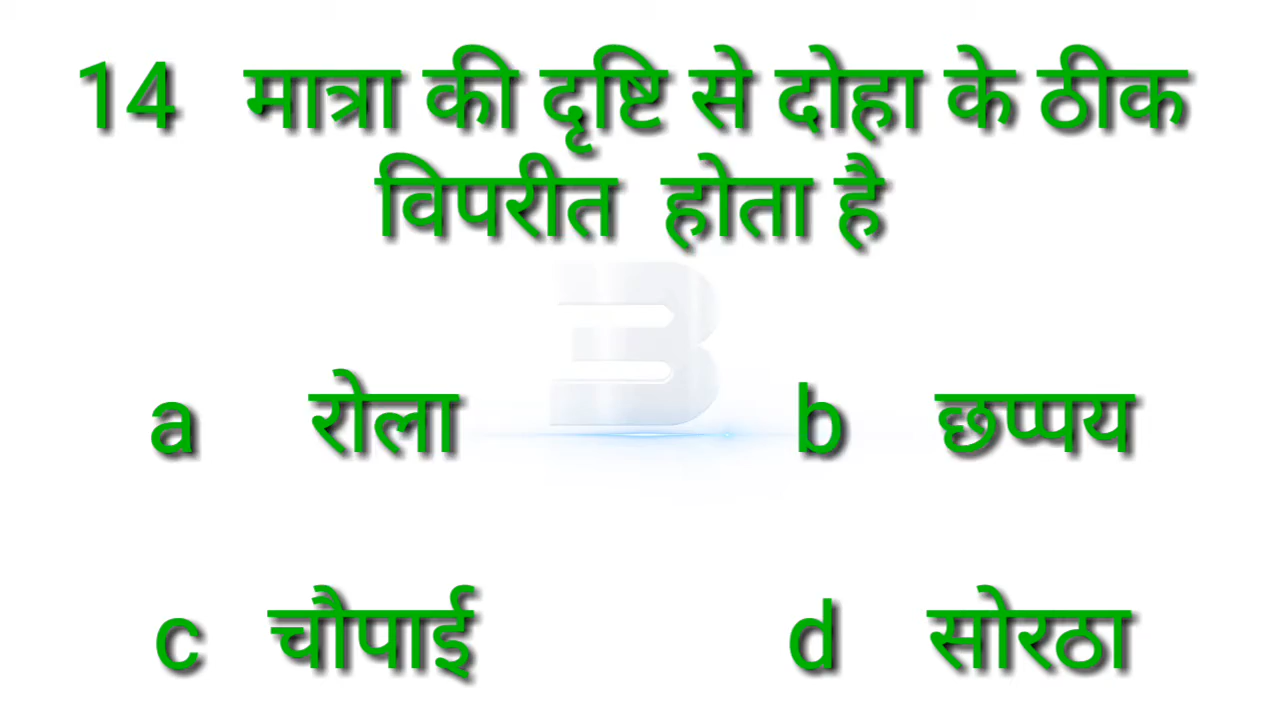 14 मात्रा की दृष्टि से दोहा के ठीक
विपरीत होता है
a रोला b छप्पय
c चौपाई d सोरठा